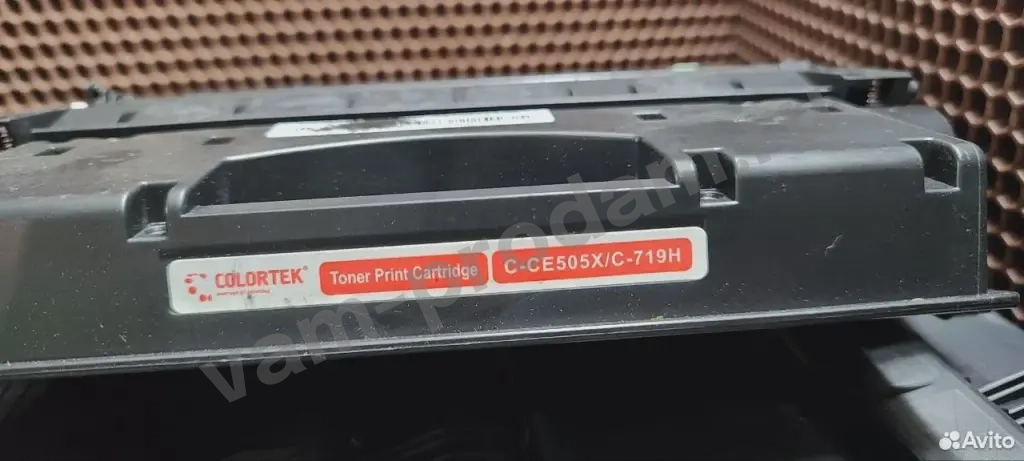 COLORTEK
Toner Print Cartridge
C-CE505X/C-719H
vam-prodam
Avito